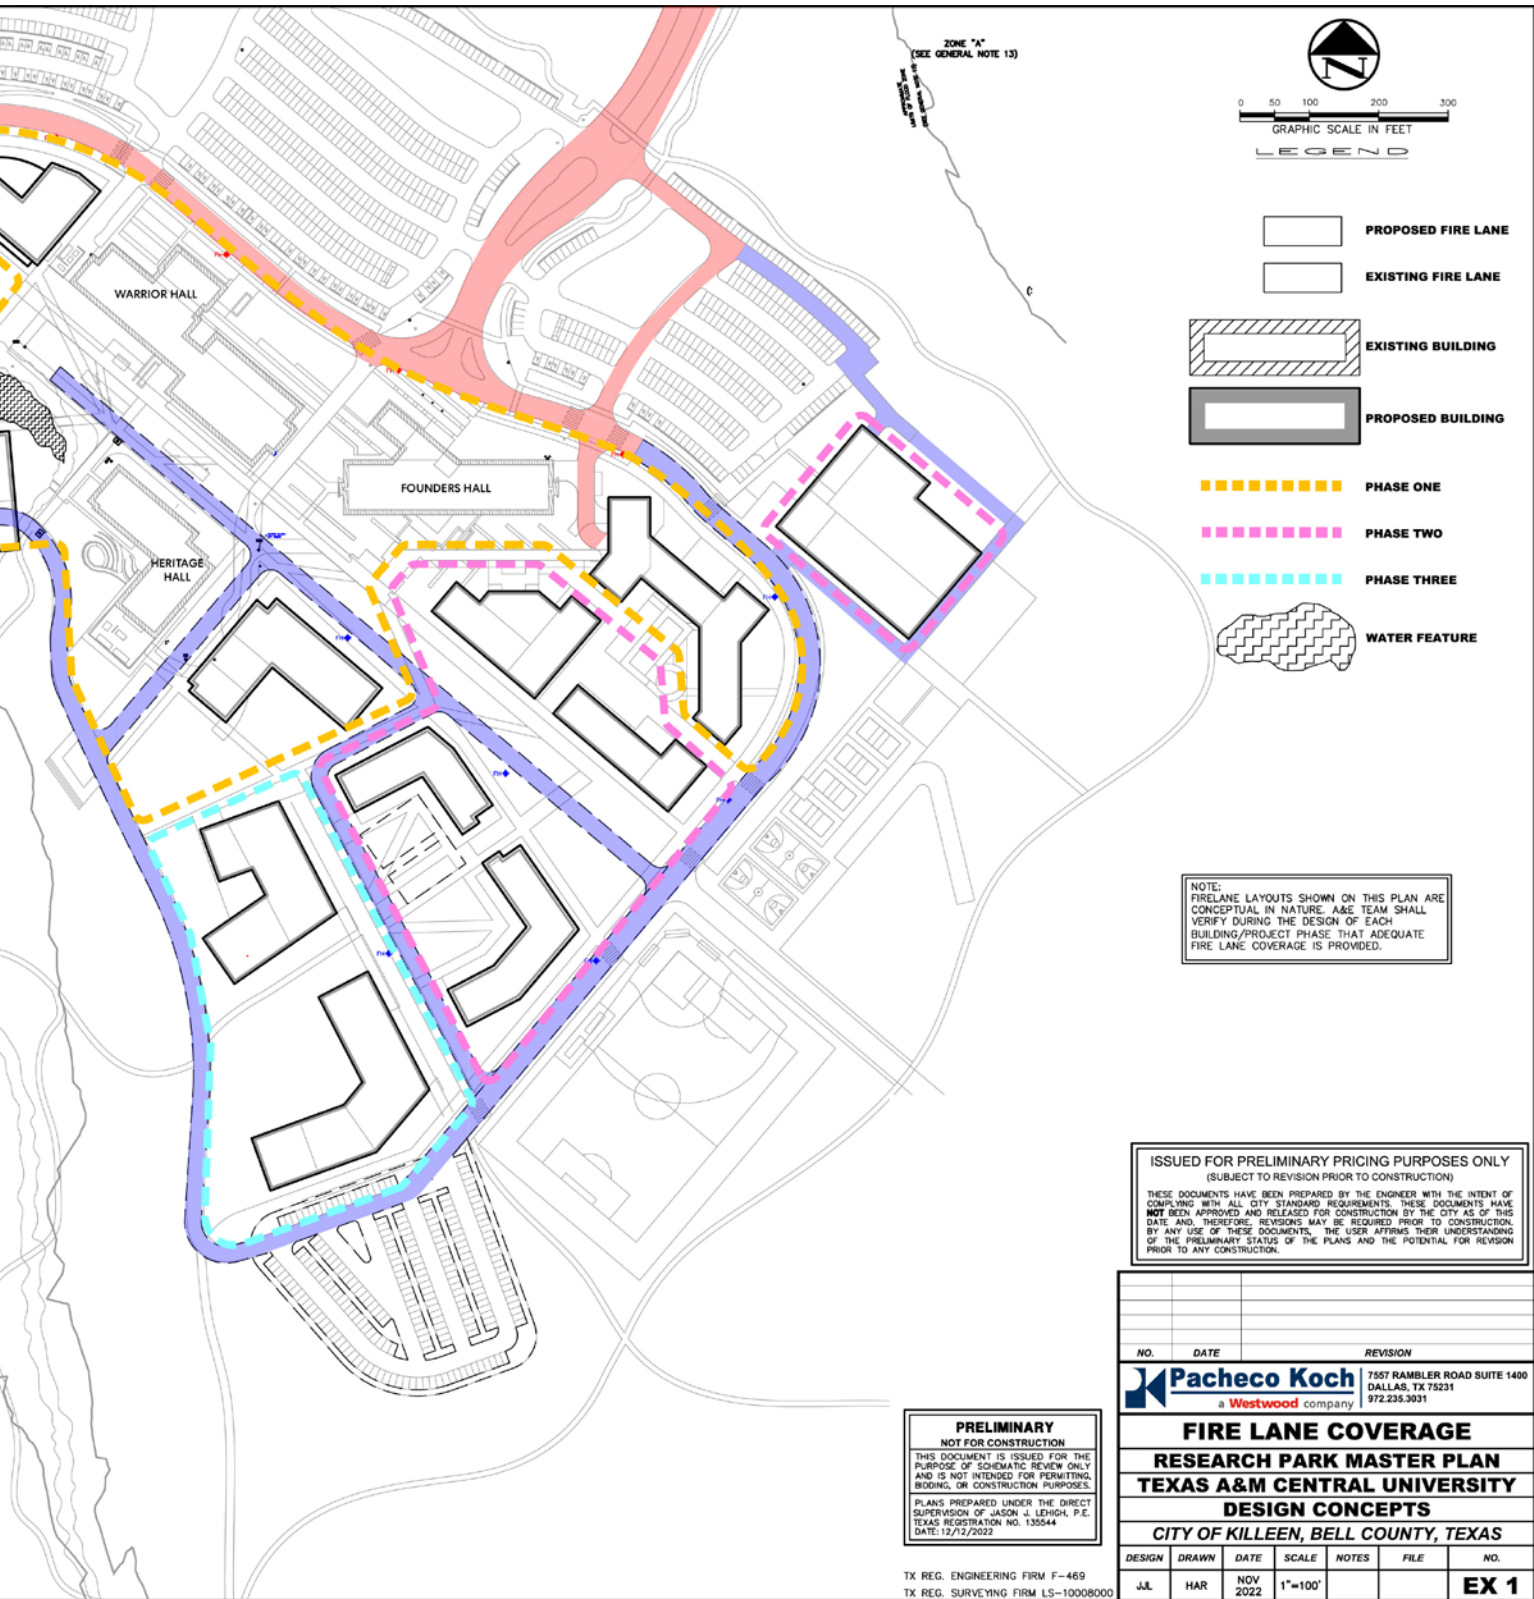 ZONE "A"
(SEE GENERAL NOTE 13)
N
0 50 100 200 300
GRAPHIC SCALE IN FEET
LEGEND
PROPOSED FIRE LANE
EXISTING FIRE LANE
EXISTING BUILDING
PROPOSED BUILDING
PHASE ONE
PHASE TWO
PHASE THREE
WATER FEATURE
WARRIOR HALL
FOUNDERS HALL
HERITAGE
HALL
NOTE:
FIRELANE LAYOUTS SHOWN ON THIS PLAN ARE
CONCEPTUAL IN NATURE. A&E TEAM SHALL
VERIFY DURING THE DESIGN OF EACH
BUILDING/PROJECT PHASE THAT ADEQUATE
FIRE LANE COVERAGE IS PROVIDED.
ISSUED FOR PRELIMINARY PRICING PURPOSES ONLY
(SUBJECT TO REVISION PRIOR TO CONSTRUCTION)
THESE DOCUMENTS HAVE BEEN PREPARED BY THE ENGINEER WITH THE INTENT OF
COMPLYING WITH ALL CITY STANDARD REQUIREMENTS. THESE DOCUMENTS HAVE
NOT BEEN APPROVED AND RELEASED FOR CONSTRUCTION BY THE CITY AS OF THIS
DATE AND, THEREFORE, REVISIONS MAY BE REQUIRED PRIOR TO CONSTRUCTION.
BY ANY USE OF THESE DOCUMENTS, THE USER AFFIRMS THEIR UNDERSTANDING
OF THE PRELIMINARY STATUS OF THE PLANS AND THE POTENTIAL FOR REVISION
PRIOR TO ANY CONSTRUCTION.
NO. DATE REVISION
Pacheco Koch
a Westwood company
7557 RAMBLER ROAD SUITE 1400
DALLAS, TX 75231
972.235.3031
PRELIMINARY
NOT FOR CONSTRUCTION
THIS DOCUMENT IS ISSUED FOR THE
PURPOSE OF SCHEMATIC REVIEW ONLY
AND IS NOT INTENDED FOR PERMITTING,
BIDDING, OR CONSTRUCTION PURPOSES.
PLANS PREPARED UNDER THE DIRECT
SUPERVISION OF JASON J. LEHIGH, P.E.
TEXAS REGISTRATION NO. 135544
DATE: 12/12/2022
TX REG. ENGINEERING FIRM F-469
TX REG. SURVEYING FIRM LS-10008000
FIRE LANE COVERAGE
RESEARCH PARK MASTER PLAN
TEXAS A&M CENTRAL UNIVERSITY
DESIGN CONCEPTS
CITY OF KILLEEN, BELL COUNTY, TEXAS
DESIGN DRAWN DATE SCALE NOTES FILE NO.
JJL HAR NOV 2022 1"=100' EX 1